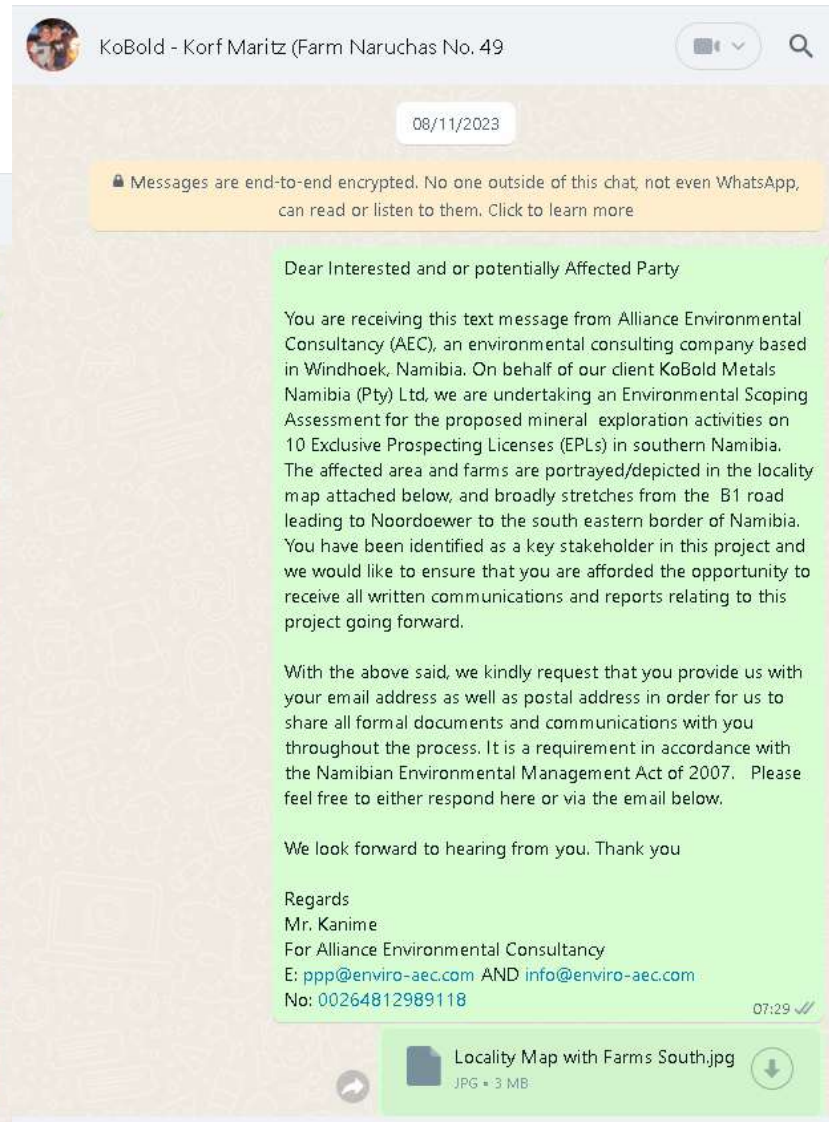 KoBold - Korf Maritz (Farm Naruchas No. 49
08/11/2023
Messages are end-to-end encrypted. No one outside of this chat, not even WhatsApp,
can read or listen to them. Click to learn more
Dear Interested and or potentially Affected Party
You are receiving this text message from Alliance Environmental
Consultancy (AEC), an environmental consulting company based
in Windhoek, Namibia. On behalf of our client KoBold Metals
Namibia (Pty) Ltd, we are undertaking an Environmental Scoping
Assessment for the proposed mineral exploration activities on
10 Exclusive Prospecting Licenses (EPLs) in southern Namibia.
The affected area and farms are portrayed/depicted in the locality
map attached below, and broadly stretches from the B1 road
leading to Noordoewer to the south eastern border of Namibia.
You have been identified as a key stakeholder in this project and
we would like to ensure that you are afforded the opportunity to
receive all written communications and reports relating to this
project going forward.
With the above said, we kindly request that you provide us with
your email address as well as postal address in order for us to
share all formal documents and communications with you
throughout the process. It is a requirement in accordance with
the Namibian Environmental Management Act of 2007. Please
feel free to either respond here or via the email below.
We look forward to hearing from you. Thank you
Regards
Mr. Kanime
For Alliance Environmental Consultancy
E: ppp@enviro-aec.com AND info@enviro-aec.com
No: 00264812989118
07:29
Locality Map with Farms South.jpg
JPG • 3 MB